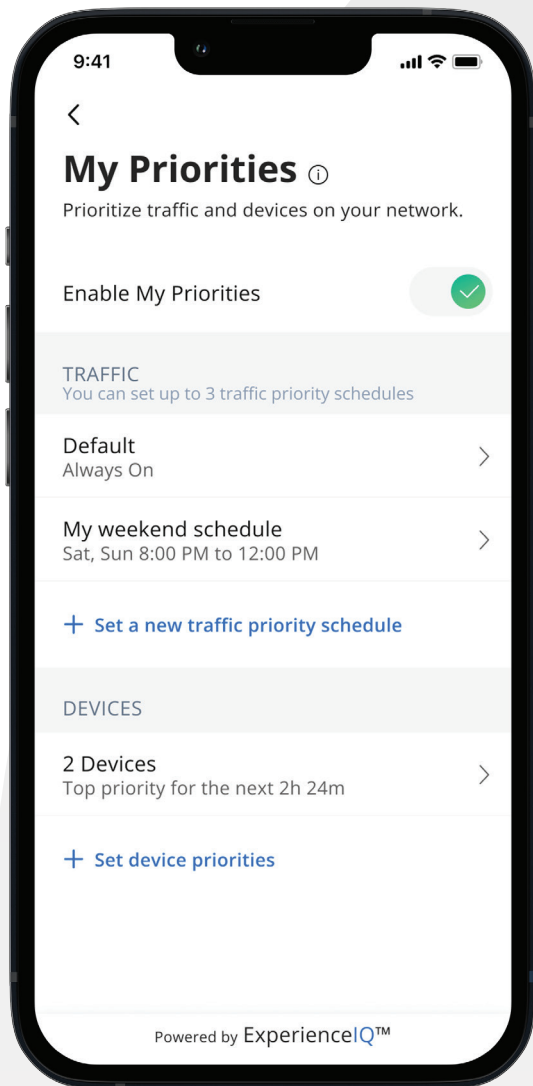 9:41
My Priorities
Prioritize traffic and devices on your network.
Enable My Priorities
TRAFFIC
You can set up to 3 traffic priority schedules
Default
Always On
My weekend schedule
Sat, Sun 8:00 PM to 12:00 PM
+ Set a new traffic priority schedule
DEVICES
2 Devices
Top priority for the next 2h 24m
+ Set device priorities
Powered by ExperienceIQ™